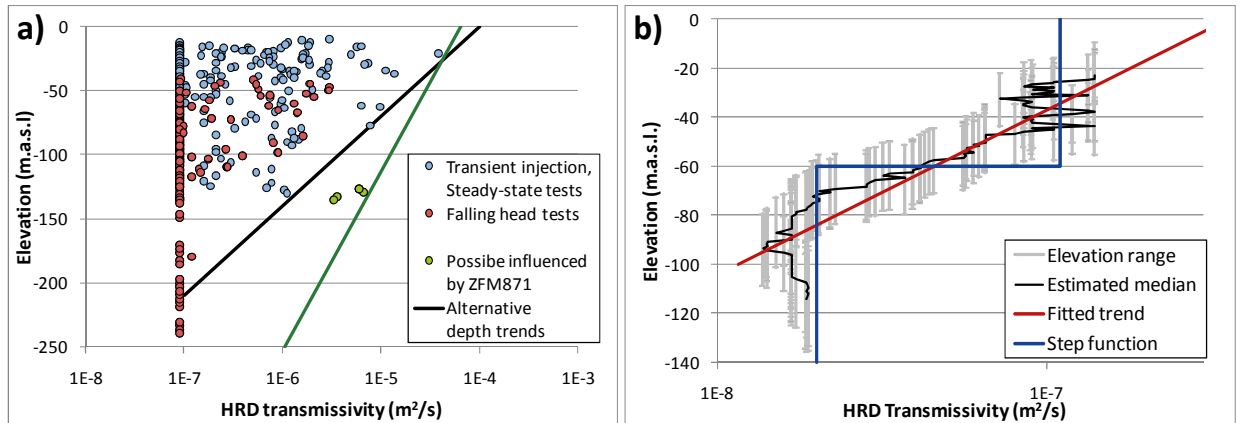 a)
Elevation (m.a.s.l)
0
-50
-100
-150
-200
-250
1E-8
1E-7
1E-6
1E-5
1E-4
1E-3
HRD transmissivity (m²/s)
Transient injection,
Steady-state tests
Falling head tests
Possibe influenced
by ZFM871
Alternative
depth trends
b)
Elevation (m.a.s.l.)
0
-20
-40
-60
-80
-100
-120
-140
1E-8
1E-7
HRD Transmissivity (m²/s)
Elevation range
Estimated median
Fitted trend
Step function